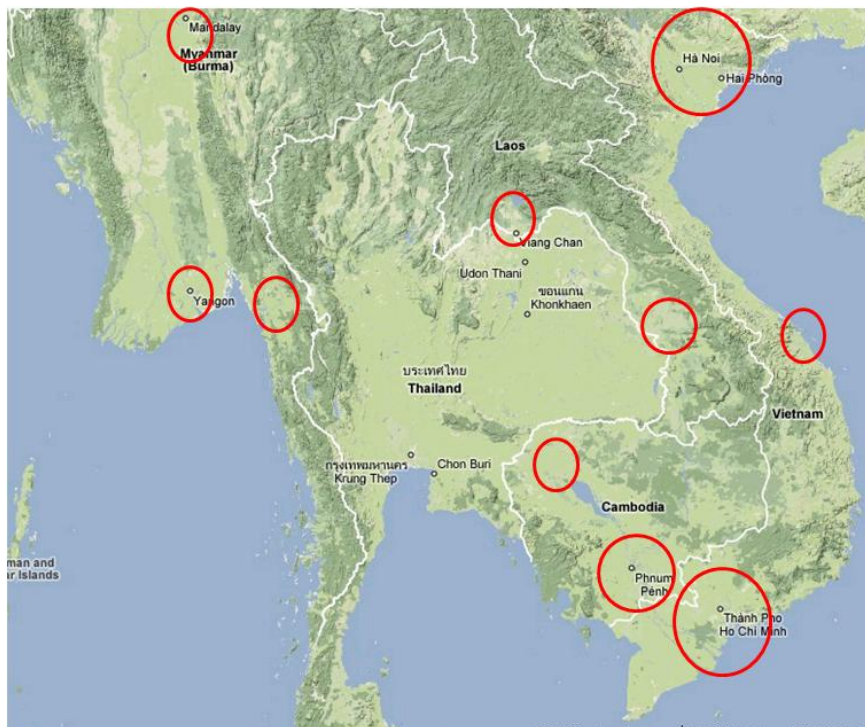 Mandalay
Myanmar
(Burma)
Hà Noi
Hai Phòng
Laos
Viang Chan
Udon Thani
ขอนแก่น
Khonkhaen
Yangon
ประเทศไทย
Thailand
Vietnam
กรุงเทพมหานคร
Krung Thep
Chon Buri
Cambodia
man and
ar Islands
Phnum
Pénh
Thành Pho
Ho Chi Minh